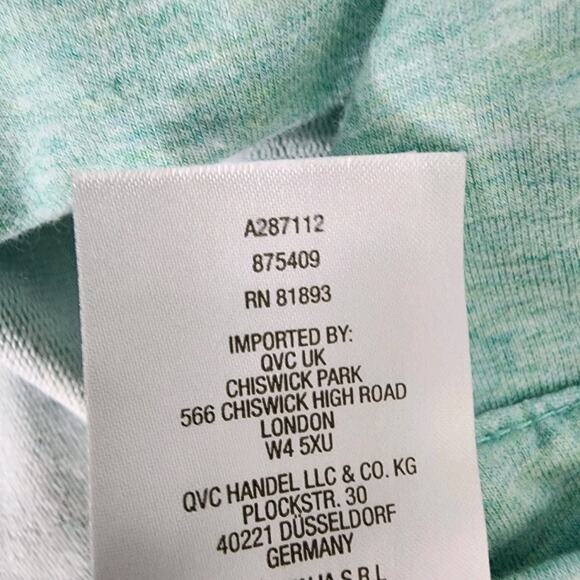 A287112
875409
RN 81893
IMPORTED BY:
QVC UK
CHISWICK PARK
566 CHISWICK HIGH ROAD
LONDON
W4 5XU
QVC HANDEL LLC & CO. KG
PLOCKSTR. 30
40221 DÜSSELDORF
GERMANY
S.R.L